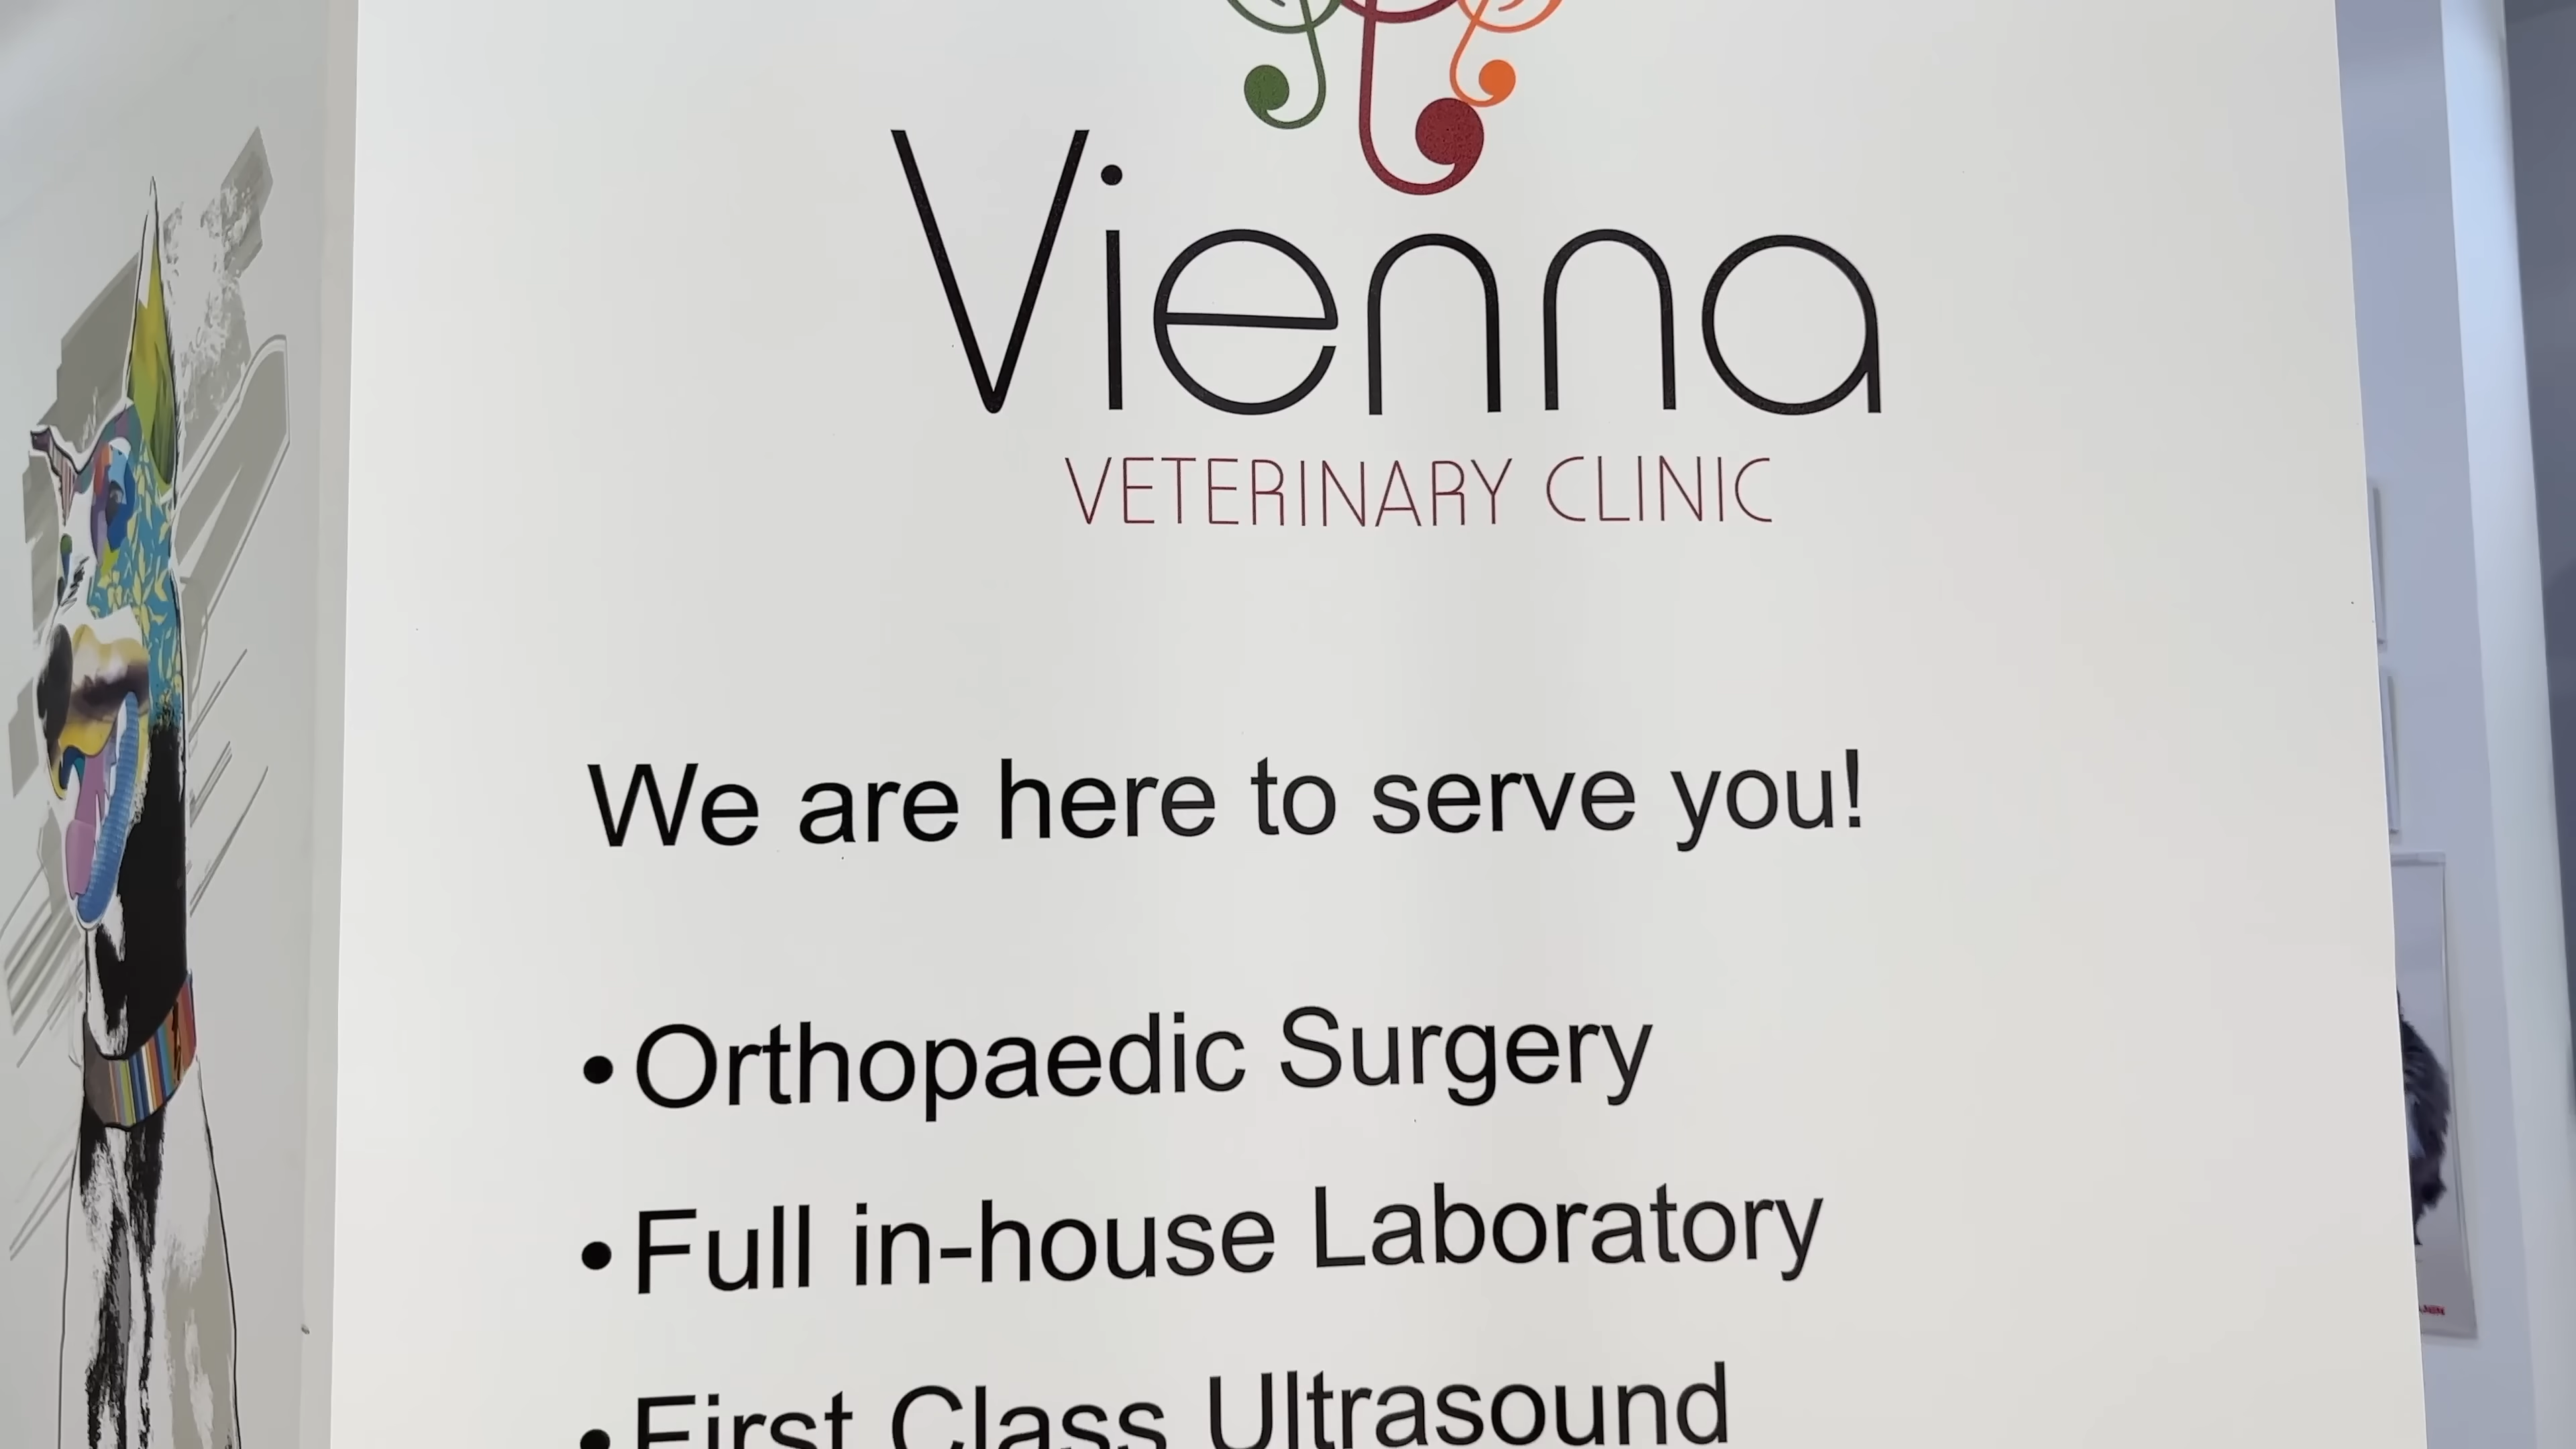 Vienna
VETERINARY CLINIC
We are here to serve you!
• Orthopaedic Surgery
• Full in-house Laboratory
• First Class Ultrasound